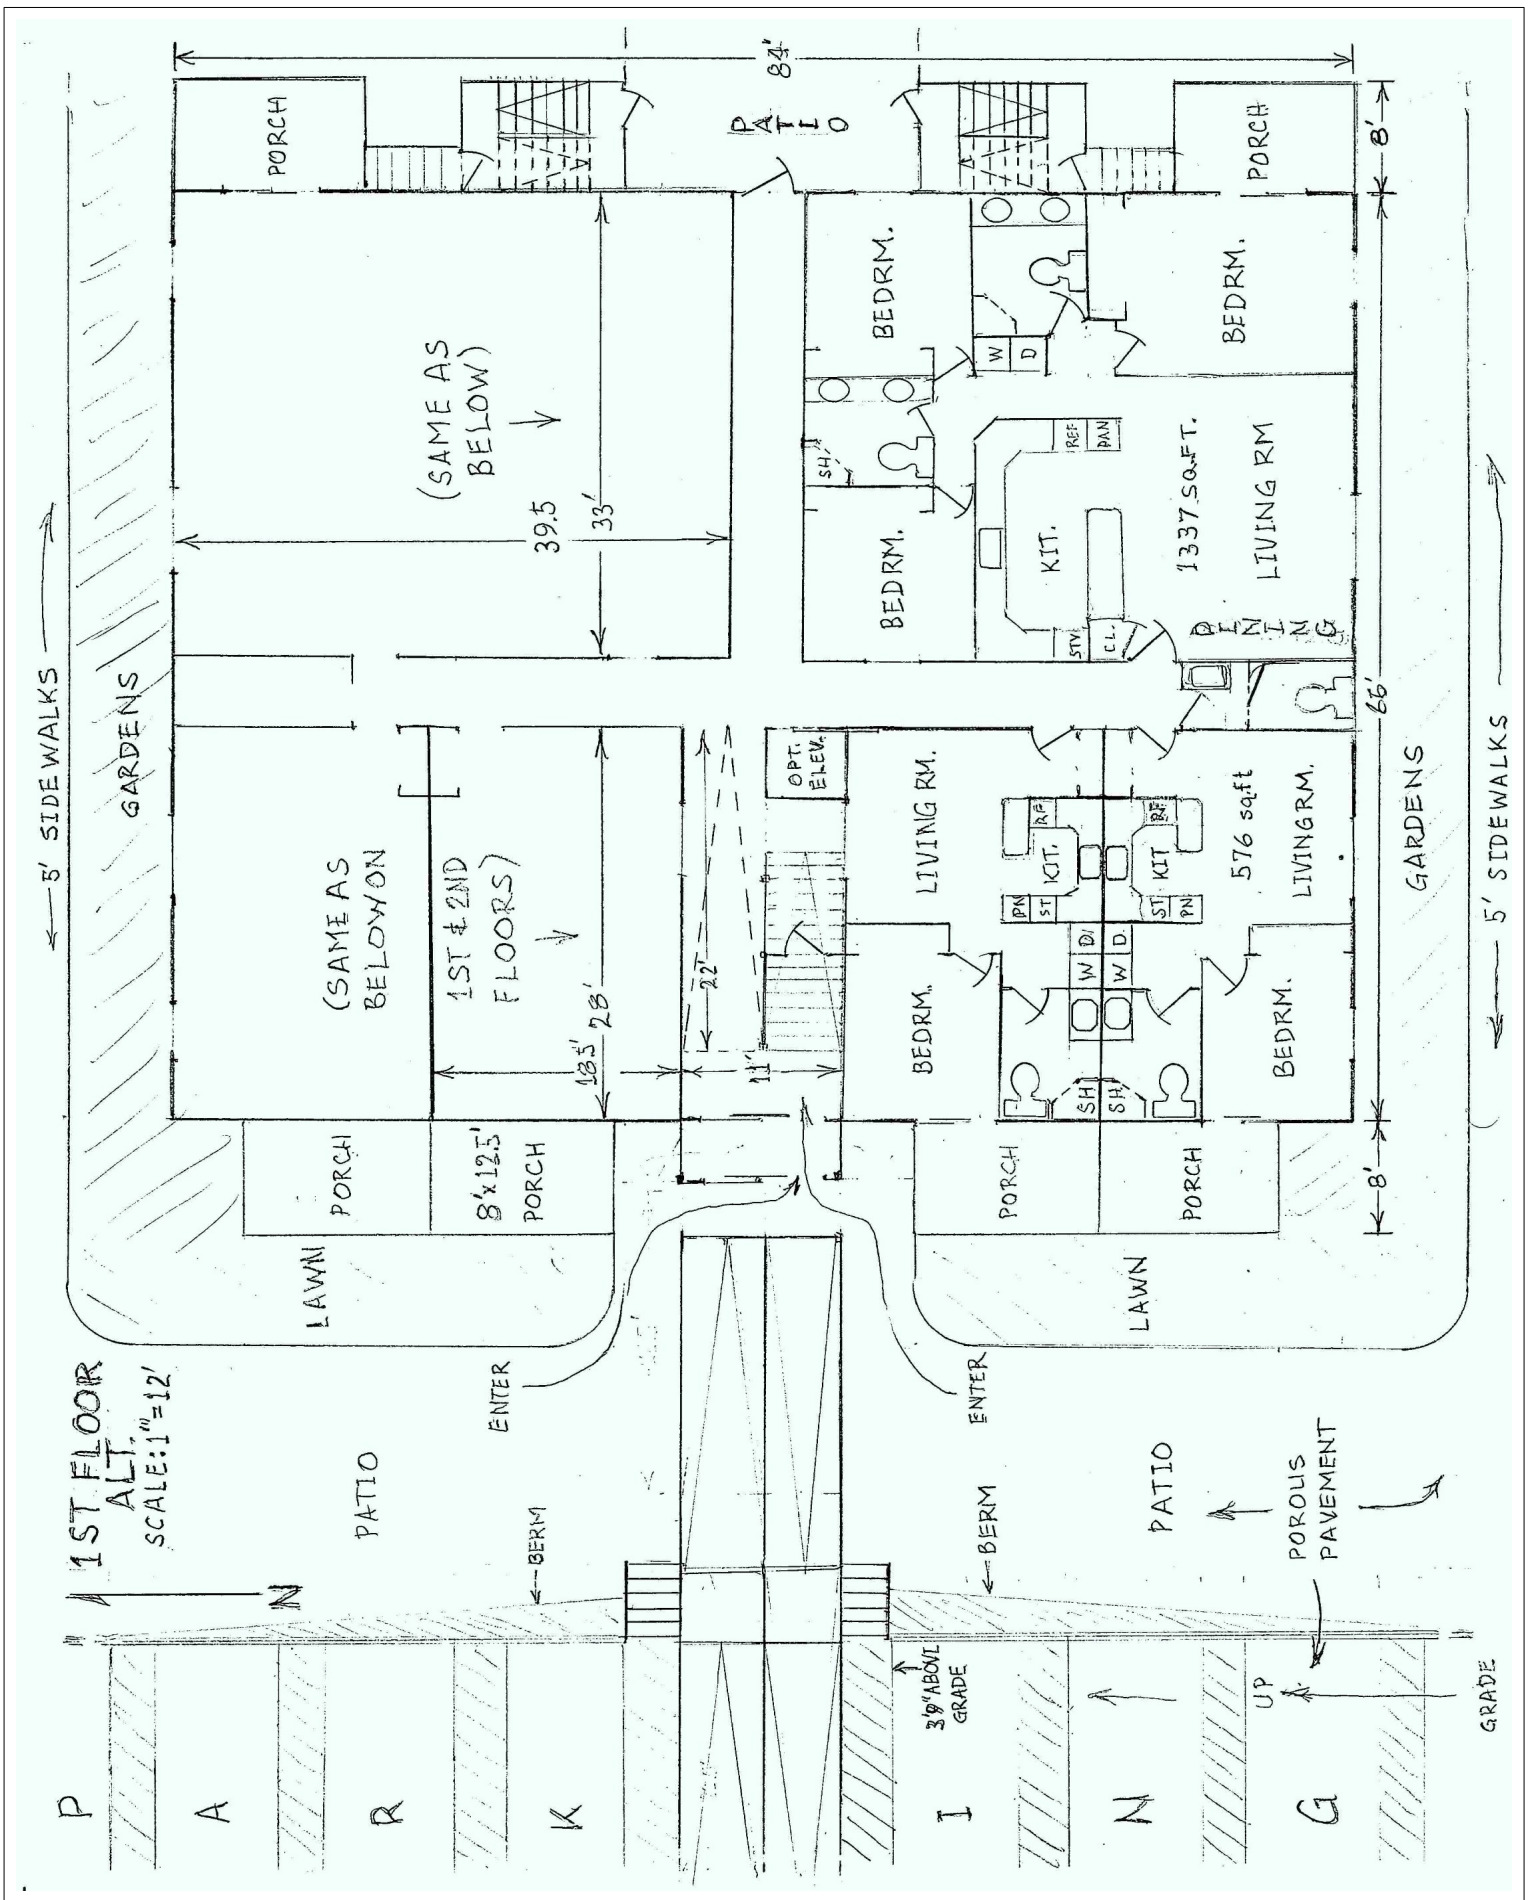 1ST FLOOR
ALT.
SCALE: 1" = 12'
N
84'
PORCH
PATIO
PORCH
8'
(SAME AS
BELOW)
39.5
33'
BEDRM.
BEDRM.
W
D
SH.
REF
PAN
KIT.
1337 SQ.FT.
LIVING RM
BEDRM.
STV
CL.
DINING
66'
5' SIDEWALKS
GARDENS
GARDENS
5' SIDEWALKS
(SAME AS
BELOW ON
1ST & 2ND
FLOORS)
28'
18.5'
22'
11'
OPT.
ELEV.
LIVING RM.
RF
KIT.
PN
ST
D
W
BEDRM.
SH
RF
KIT
ST
PN
D.
W
SH.
576 sq.ft
LIVING RM.
BEDRM.
PORCH
8' x 12.5'
PORCH
PORCH
PORCH
8'
LAWN
LAWN
ENTER
ENTER
PATIO
PATIO
BERM
BERM
POROUS
PAVEMENT
ABOVE
GRADE
UP
GRADE
P A R K I N G